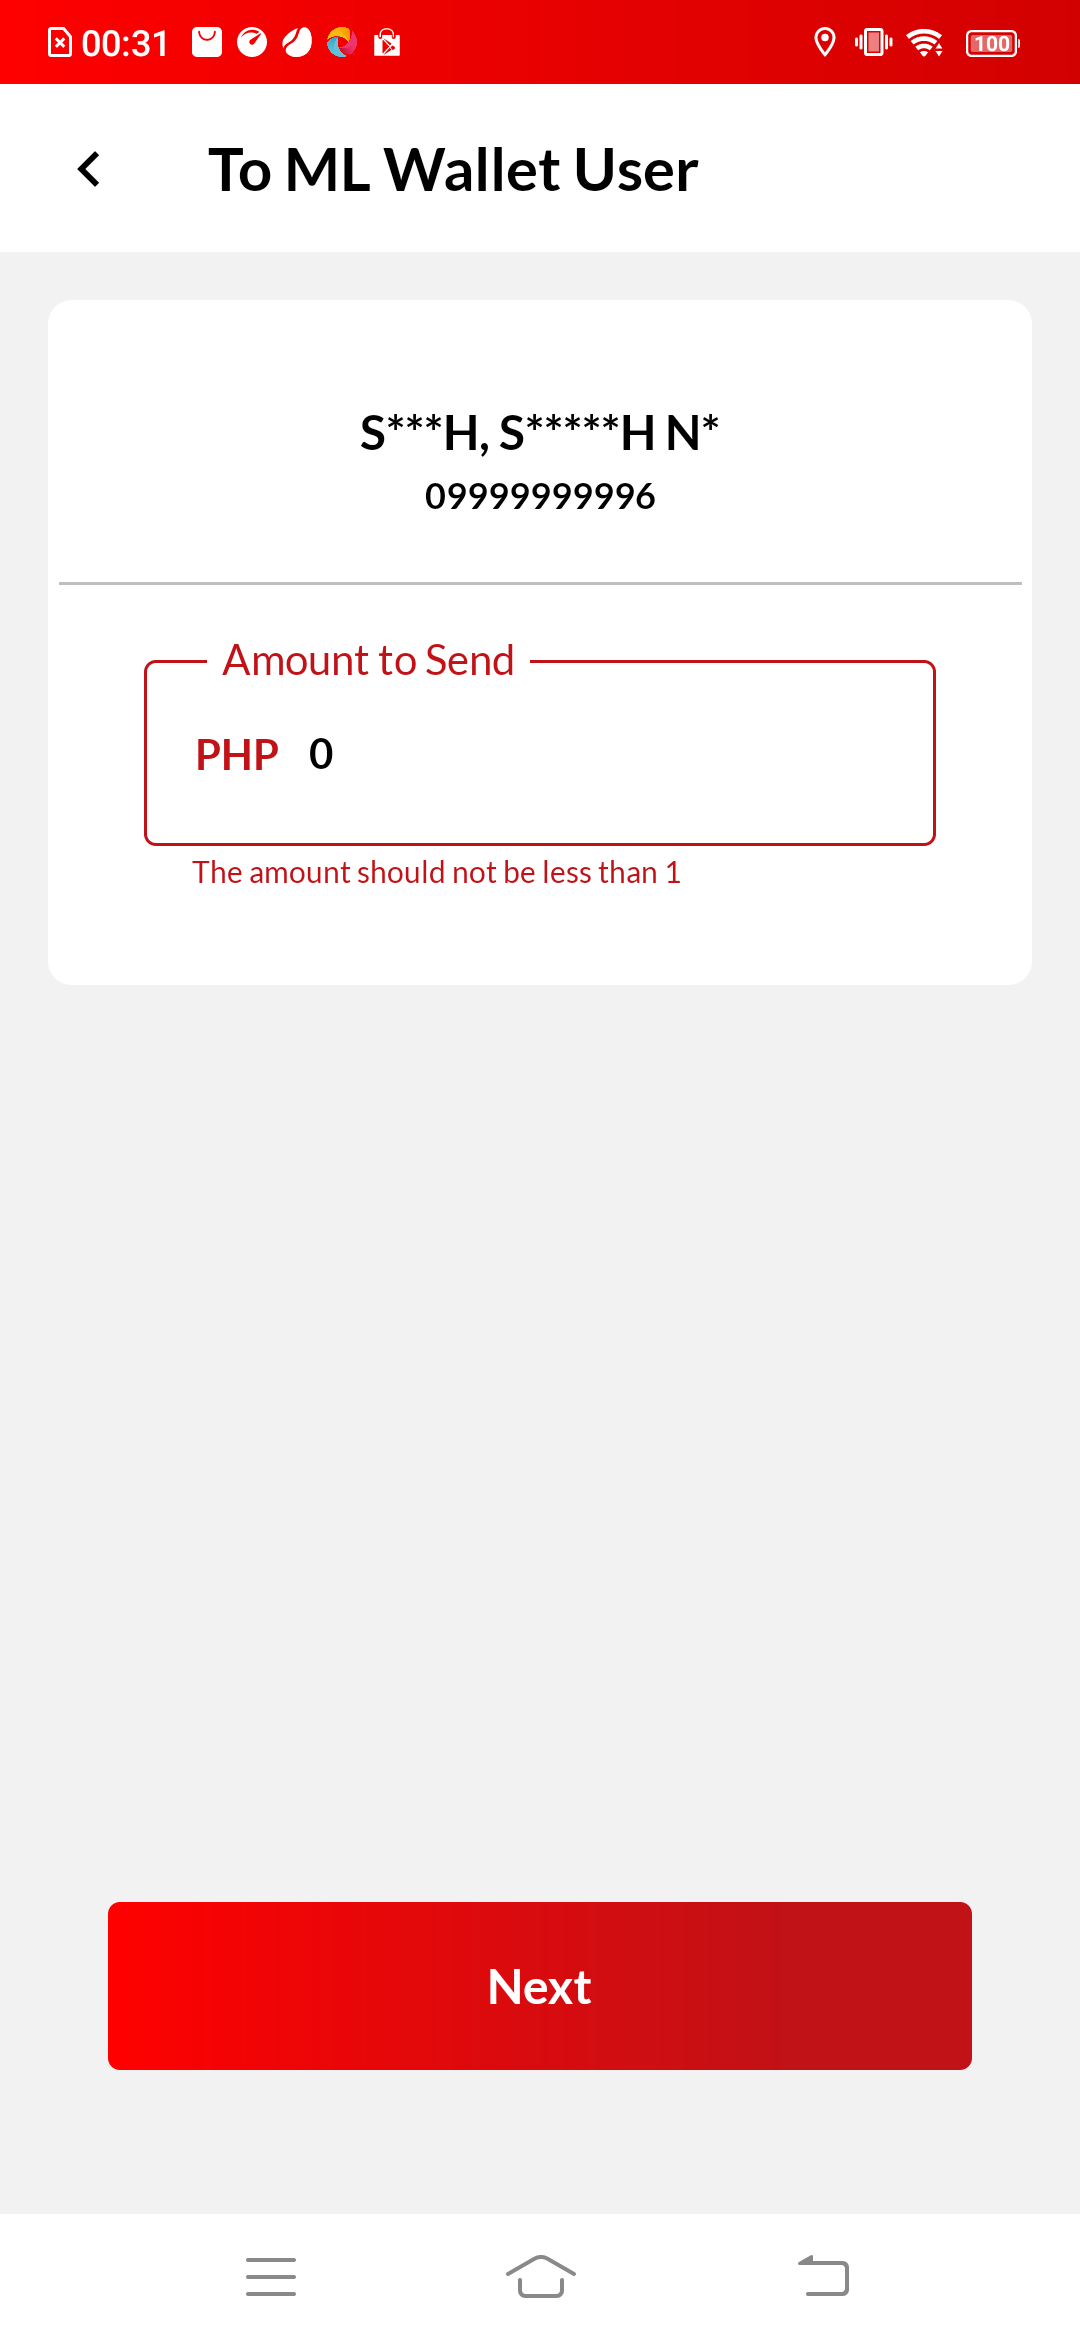 00:31
100
To ML Wallet User
S***H, S*****H N*
09999999996
Amount to Send
PHP 0
The amount should not be less than 1
Next